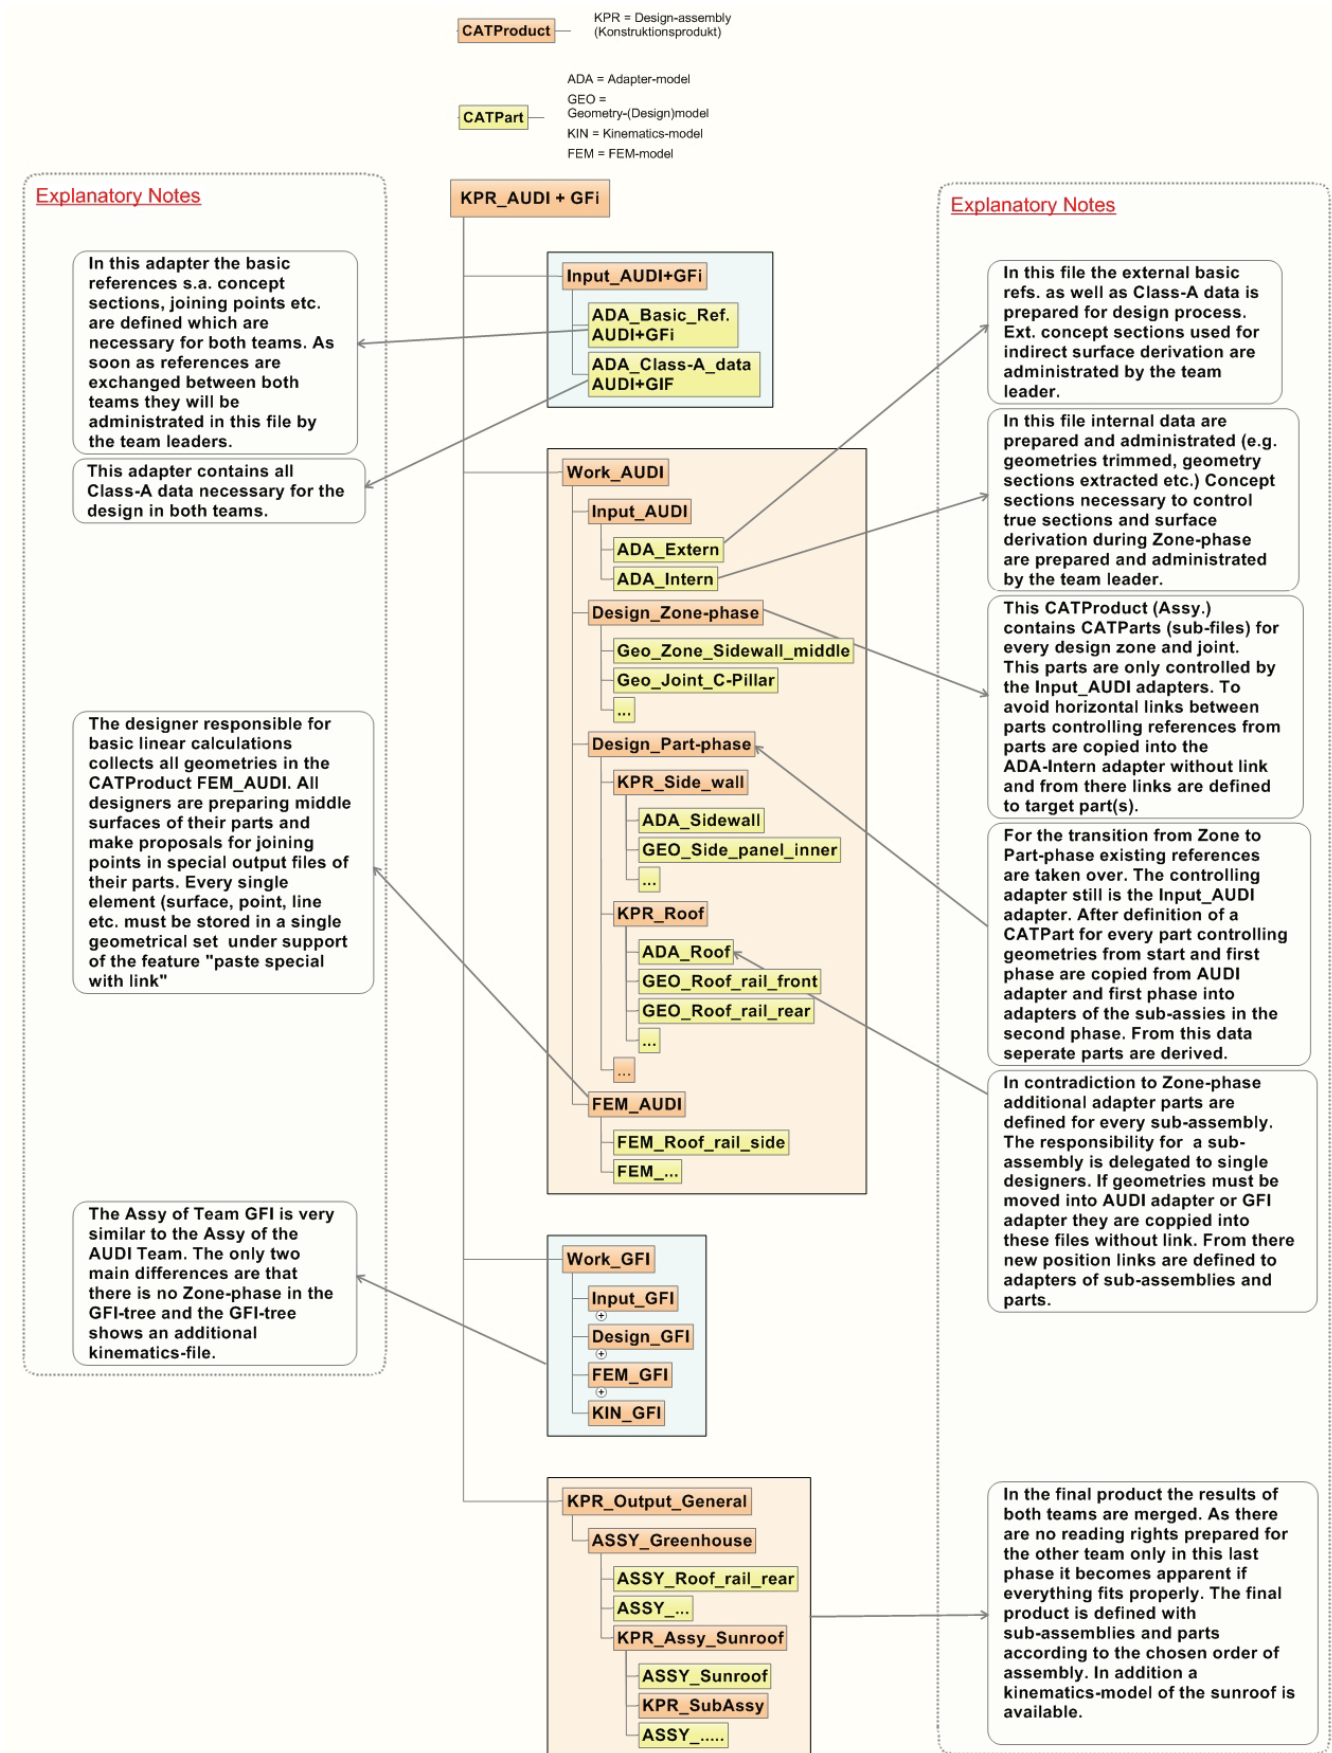 CATProduct
KPR = Design-assembly
(Konstruktionsprodukt)
CATPart
ADA = Adapter-model
GEO =
Geometry-(Design)model
KIN = Kinematics-model
FEM = FEM-model
Explanatory Notes
In this adapter the basic
references s.a. concept
sections, joining points etc.
are defined which are
necessary for both teams. As
soon as references are
exchanged between both
teams they will be
administrated in this file by
the team leaders.
This adapter contains all
Class-A data necessary for the
design in both teams.
The designer responsible for
basic linear calculations
collects all geometries in the
CATProduct FEM_AUDI. All
designers are preparing middle
surfaces of their parts and
make proposals for joining
points in special output files of
their parts. Every single
element (surface, point, line
etc. must be stored in a single
geometrical set under support
of the feature "paste special
with link"
The Assy of Team GFI is very
similar to the Assy of the
AUDI Team. The only two
main differences are that
there is no Zone-phase in the
GFI-tree and the GFI-tree
shows an additional
kinematics-file.
KPR_AUDI + GFi
Input_AUDI+GFi
ADA_Basic_Ref.
AUDI+GFi
ADA_Class-A_data
AUDI+GIF
Work_AUDI
Input_AUDI
ADA_Extern
ADA_Intern
Design_Zone-phase
Geo_Zone_Sidewall_middle
Geo_Joint_C-Pillar
...
Design_Part-phase
KPR_Side_wall
ADA_Sidewall
GEO_Side_panel_inner
...
KPR_Roof
ADA_Roof
GEO_Roof_rail_front
GEO_Roof_rail_rear
...
...
FEM_AUDI
FEM_Roof_rail_side
FEM_...
Work_GFI
Input_GFI
Design_GFI
FEM_GFI
KIN_GFI
KPR_Output_General
ASSY_Greenhouse
ASSY_Roof_rail_rear
ASSY_...
KPR_Assy_Sunroof
ASSY_Sunroof
KPR_SubAssy
ASSY_.....
Explanatory Notes
In this file the external basic
refs. as well as Class-A data is
prepared for design process.
Ext. concept sections used for
indirect surface derivation are
administrated by the team
leader.
In this file internal data are
prepared and administrated (e.g.
geometries trimmed, geometry
sections extracted etc.) Concept
sections necessary to control
true sections and surface
derivation during Zone-phase
are prepared and administrated
by the team leader.
This CATProduct (Assy.)
contains CATParts (sub-files) for
every design zone and joint.
This parts are only controlled by
the Input_AUDI adapters. To
avoid horizontal links between
parts controlling references from
parts are copied into the
ADA-Intern adapter without link
and from there links are defined
to target part(s).
For the transition from Zone to
Part-phase existing references
are taken over. The controlling
adapter still is the Input_AUDI
adapter. After definition of a
CATPart for every part controlling
geometries from start and first
phase are copied from AUDI
adapter and first phase into
adapters of the sub-assies in the
second phase. From this data
seperate parts are derived.
In contradiction to Zone-phase
additional adapter parts are
defined for every sub-assembly.
The responsibility for a sub-
assembly is delegated to single
designers. If geometries must be
moved into AUDI adapter or GFI
adapter they are coppied into
these files without link. From there
new position links are defined to
adapters of sub-assemblies and
parts.
In the final product the results of
both teams are merged. As there
are no reading rights prepared for
the other team only in this last
phase it becomes apparent if
everything fits properly. The final
product is defined with
sub-assemblies and parts
according to the chosen order of
assembly. In addition a
kinematics-model of the sunroof is
available.